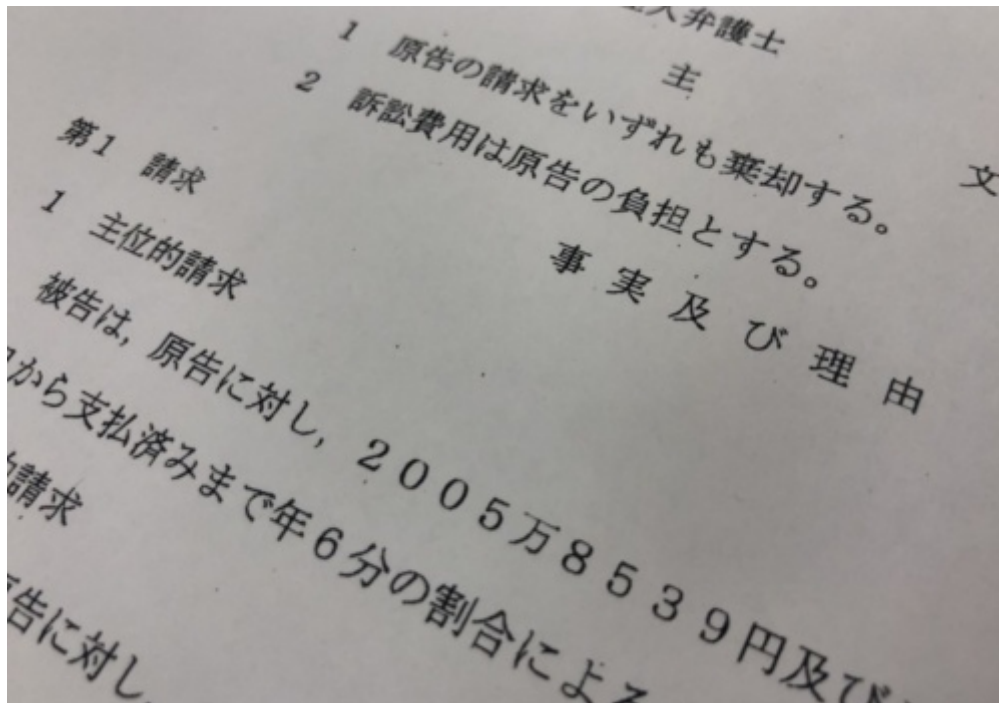 人弁護士
主 文
1 原告の請求をいずれも棄却する。
2 訴訟費用は原告の負担とする。
事実及び理由
第1 請求
1 主位的請求
被告は，原告に対し，2005万8539円及び
から支払済みまで年6分の割合による
的請求
告に対し，